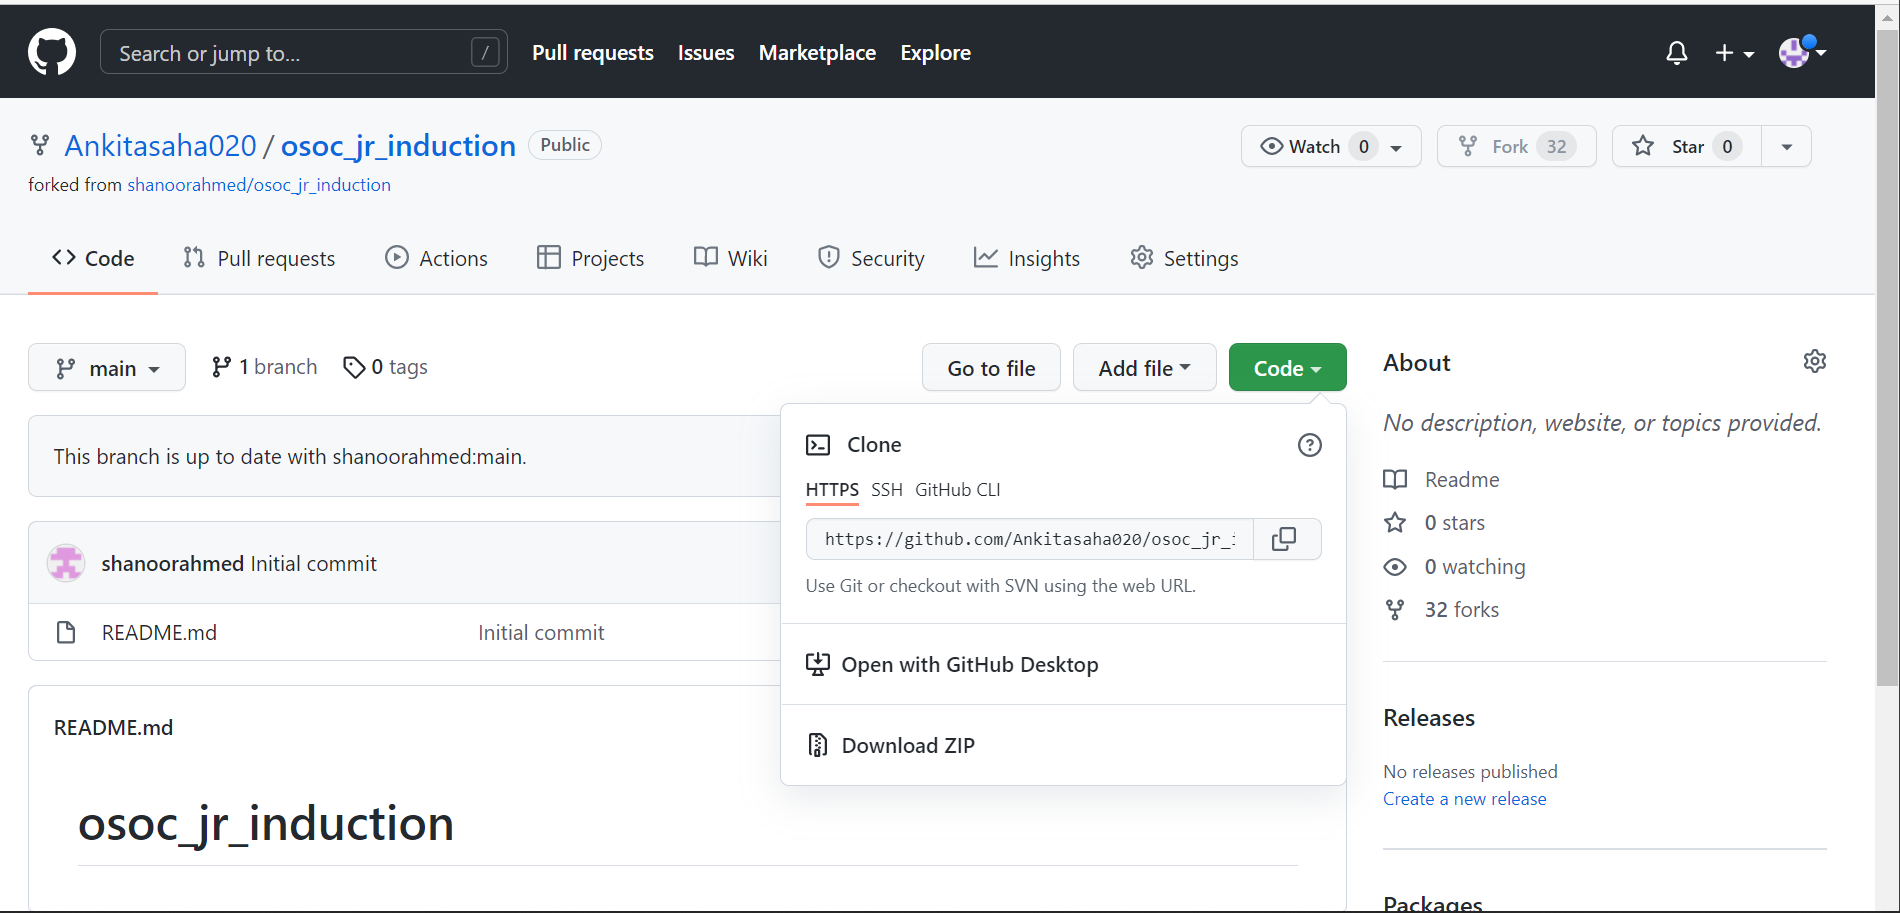 Search or jump to... / Pull requests Issues Marketplace Explore
Ankitasaha020 / osoc_jr_induction Public
Watch 0 Fork 32 Star 0
forked from shanoorahmed/osoc_jr_induction
Code Pull requests Actions Projects Wiki Security Insights Settings
main 1 branch 0 tags Go to file Add file Code
This branch is up to date with shanoorahmed:main.
shanoorahmed Initial commit
README.md Initial commit
README.md
osoc_jr_induction
Clone
HTTPS SSH GitHub CLI
https://github.com/Ankitasaha020/osoc_jr_
Use Git or checkout with SVN using the web URL.
Open with GitHub Desktop
Download ZIP
About
No description, website, or topics provided.
Readme
0 stars
0 watching
32 forks
Releases
No releases published
Create a new release
Packages